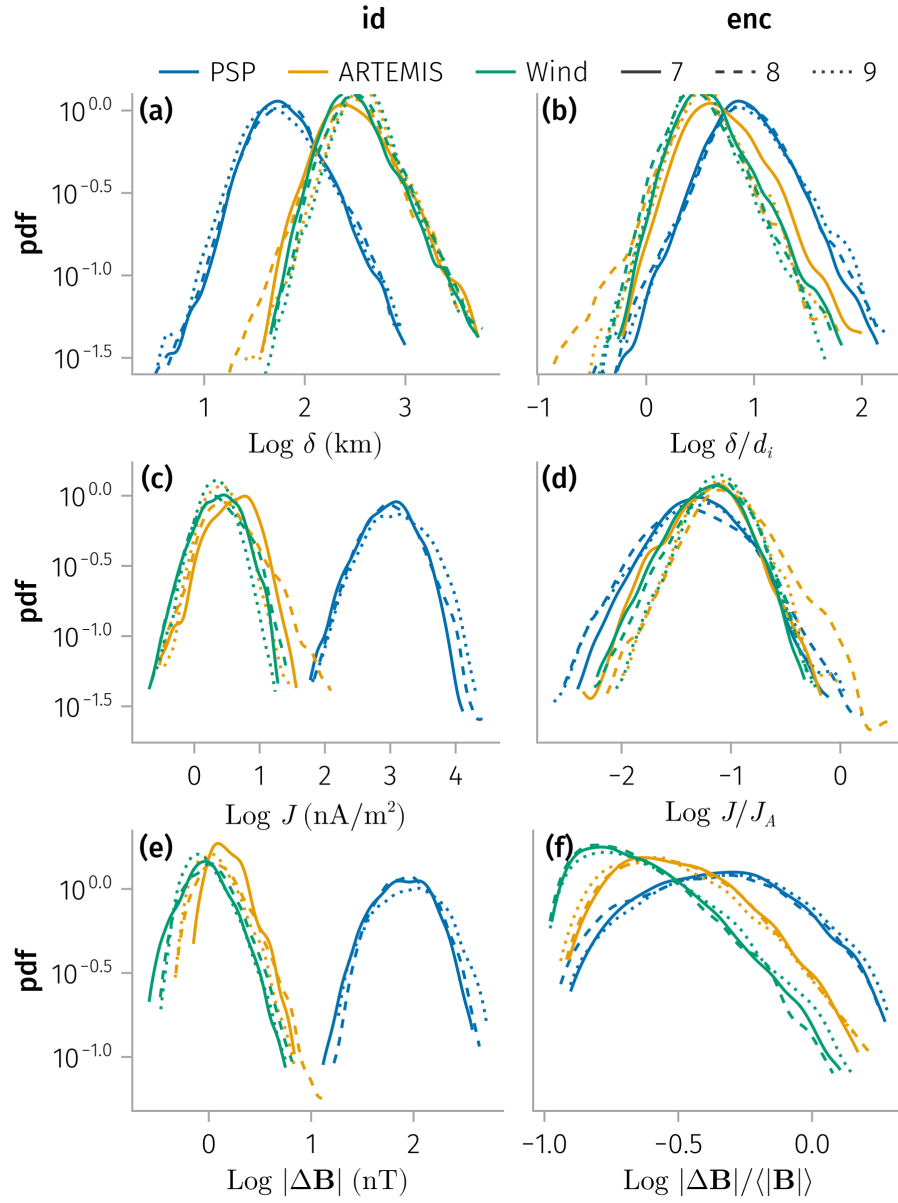 id enc
PSP ARTEMIS Wind 7 8 9
(a) (b)
10^0.0
10^−0.5
10^−1.0
10^−1.5
pdf
1 2 3
−1 0 1 2
Log δ (km)
Log δ/d_i
(c) (d)
10^0.0
10^−0.5
10^−1.0
10^−1.5
pdf
0 1 2 3 4
−2 −1 0
Log J (nA/m²)
Log J/J_A
(e) (f)
10^0.0
10^−0.5
10^−1.0
pdf
0 1 2
−1.0 −0.5 0.0
Log |ΔB| (nT)
Log |ΔB|/⟨|B|⟩